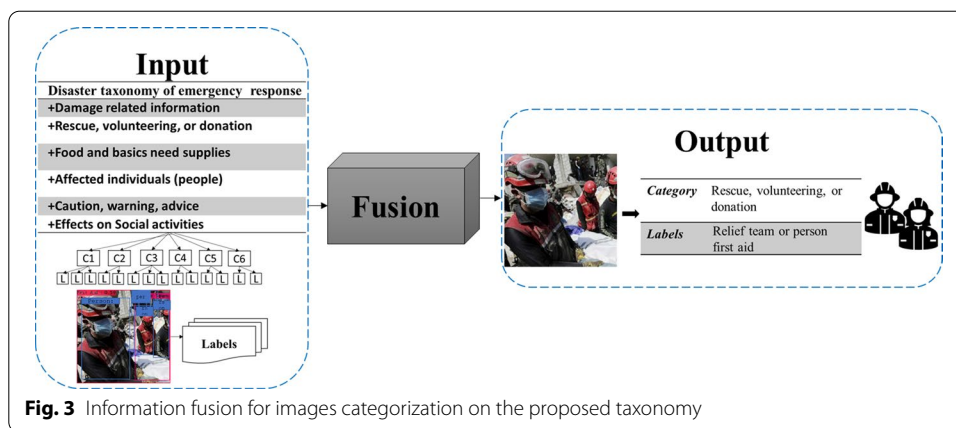 Input
Disaster taxonomy of emergency response
+Damage related information
+Rescue, volunteering, or donation
+Food and basics need supplies
+Affected individuals (people)
+Caution, warning, advice
+Effects on Social activities
C1 C2 C3 C4 C5 C6
L L L L L L L L L L L L L L L
Labels
Fusion
Output
Category Rescue, volunteering, or
donation
Labels Relief team or person
first aid
Fig. 3 Information fusion for images categorization on the proposed taxonomy